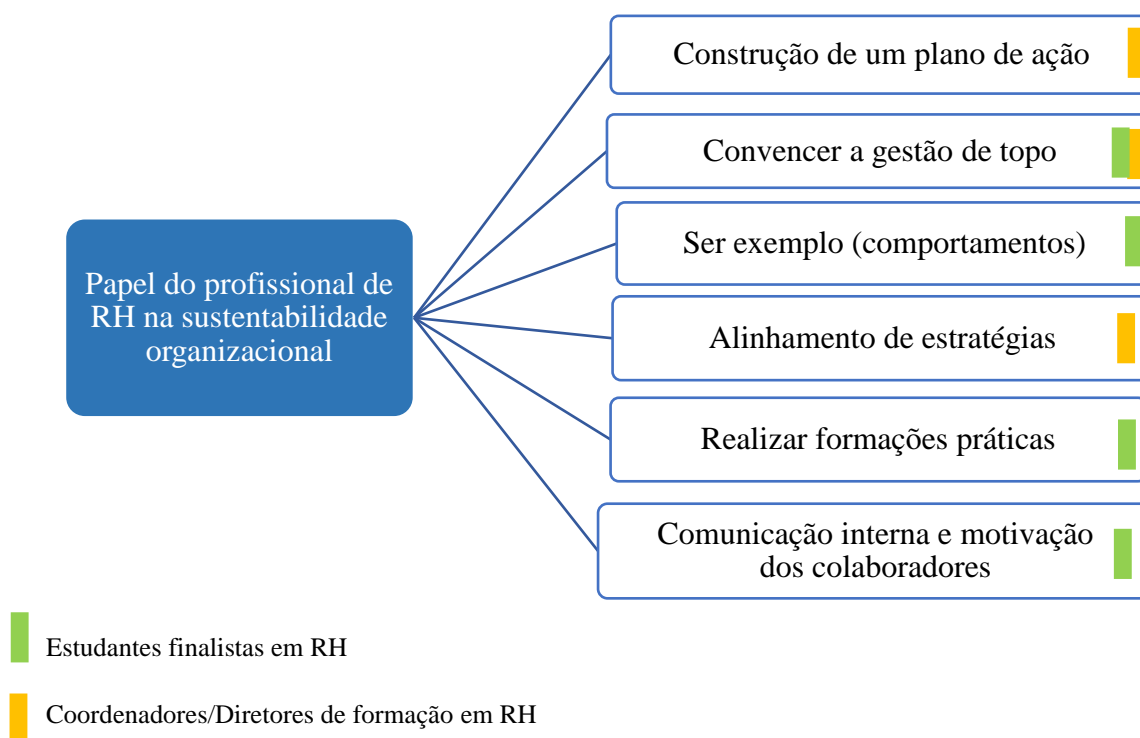 Papel do profissional de
RH na sustentabilidade
organizacional
Construção de um plano de ação
Convencer a gestão de topo
Ser exemplo (comportamentos)
Alinhamento de estratégias
Realizar formações práticas
Comunicação interna e motivação
dos colaboradores
Estudantes finalistas em RH
Coordenadores/Diretores de formação em RH